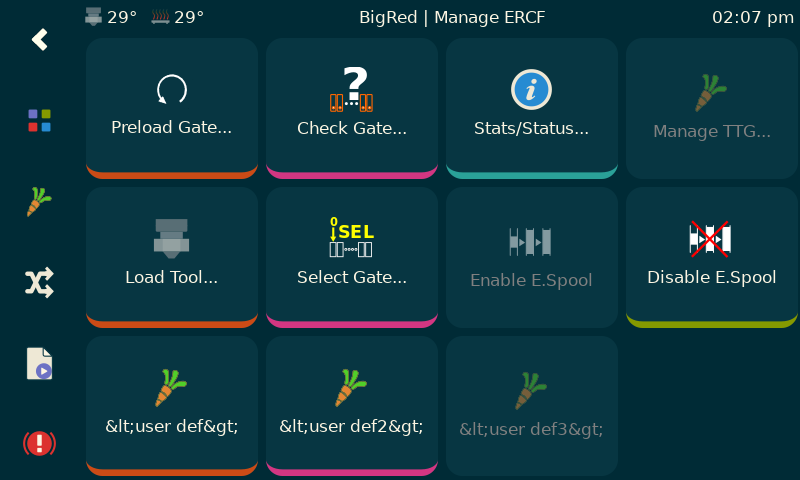 29° 29° BigRed | Manage ERCF 02:07 pm
Preload Gate... Check Gate... Stats/Status... Manage TTG...
0
SEL
Load Tool... Select Gate... Enable E.Spool Disable E.Spool
&lt;user def&gt; &lt;user def2&gt; &lt;user def3&gt;